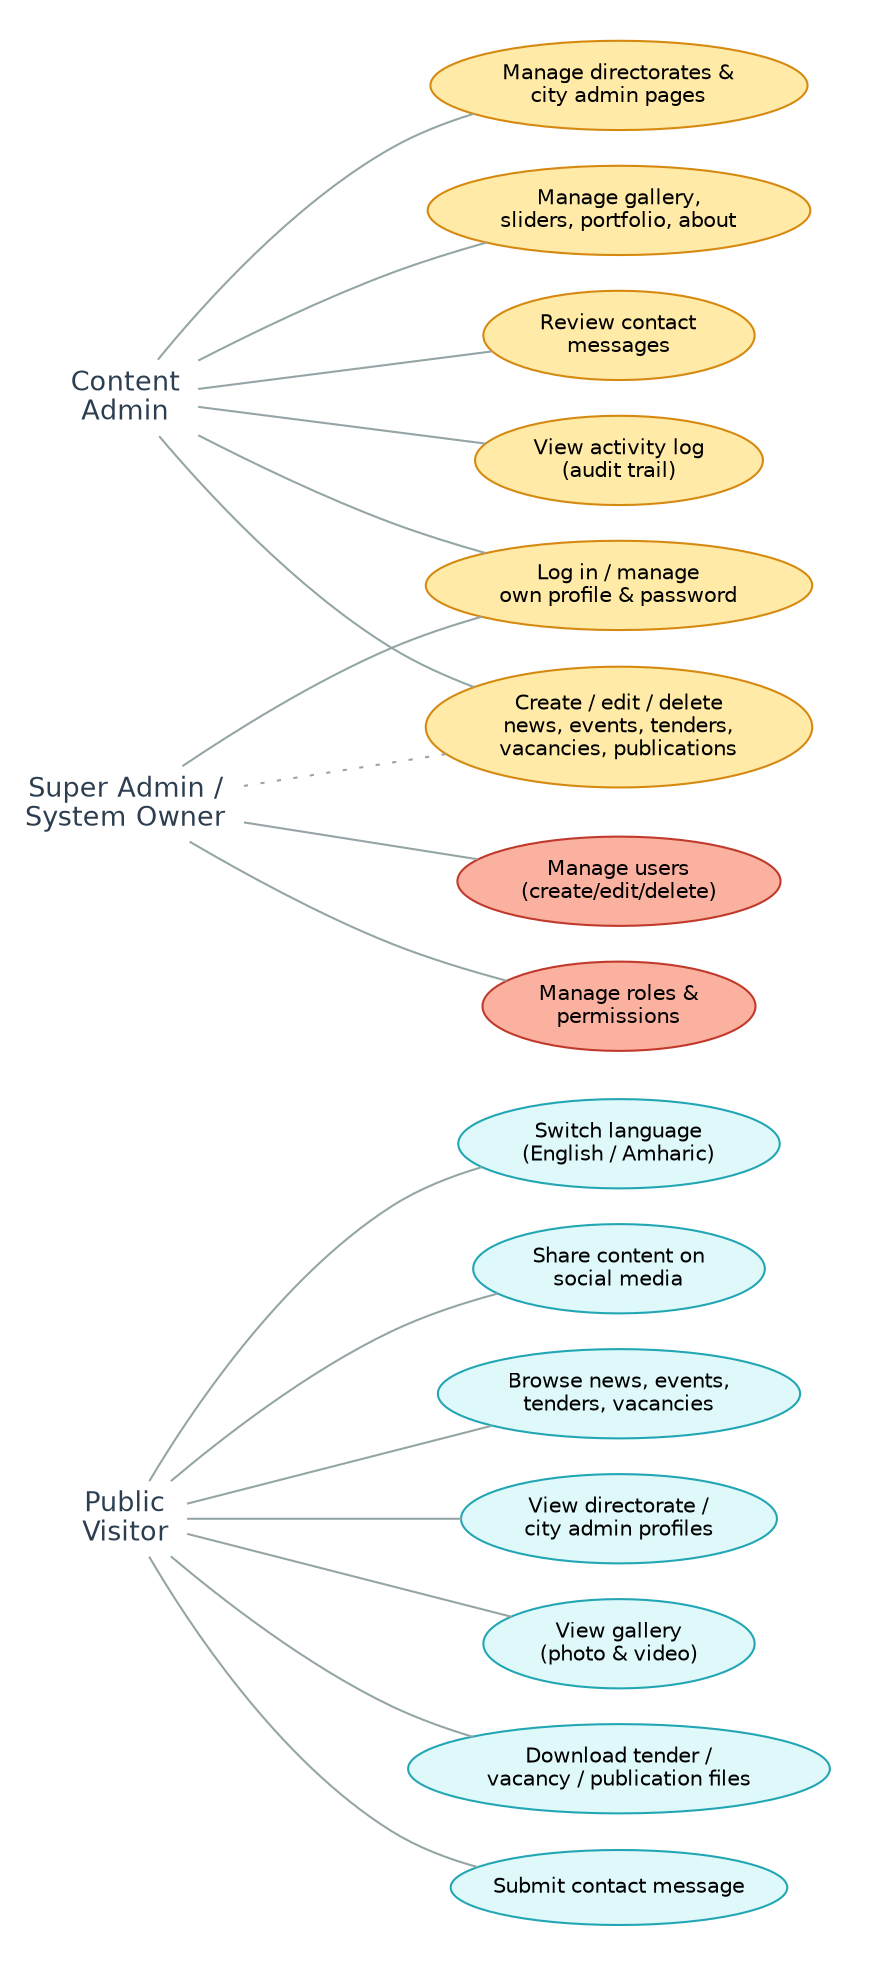 Manage directorates &
city admin pages
Manage gallery,
sliders, portfolio, about
Review contact
messages
Content
Admin
View activity log
(audit trail)
Log in / manage
own profile & password
Create / edit / delete
news, events, tenders,
vacancies, publications
Super Admin /
System Owner
Manage users
(create/edit/delete)
Manage roles &
permissions
Switch language
(English / Amharic)
Share content on
social media
Browse news, events,
tenders, vacancies
Public
Visitor
View directorate /
city admin profiles
View gallery
(photo & video)
Download tender /
vacancy / publication files
Submit contact message